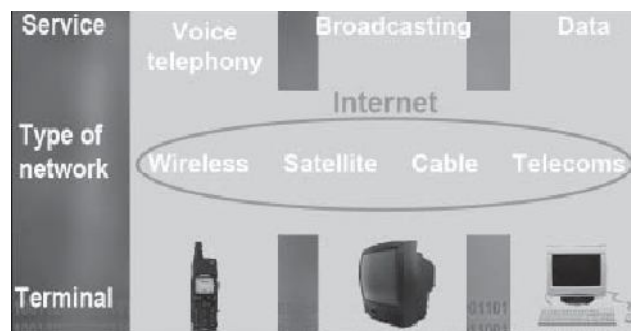 Service
Voice
telephony
Broadcasting
Data
Internet
Type of
network
Wireless Satellite Cable Telecoms
Terminal